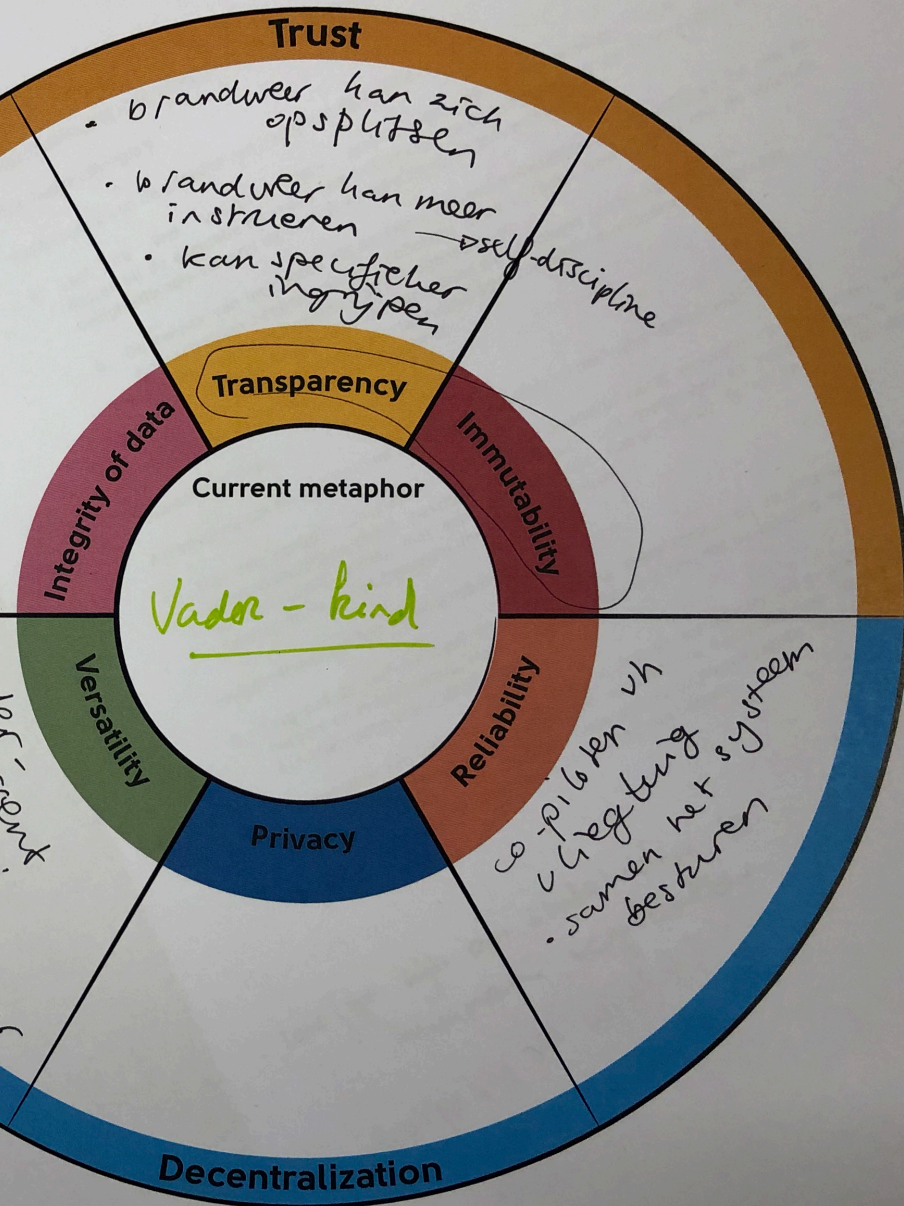 Trust
• brandweer kan zich
opsplitsen
• brandweer kan meer
instrueren
→ self-discipline
• kan specifieker
ingrijpen
Transparency
Immutability
Integrity of data
Current metaphor
Vader - kind
Versatility
Reliability
Privacy
co-piloten vh
vliegtuig
• samen het systeem
besturen
Decentralization